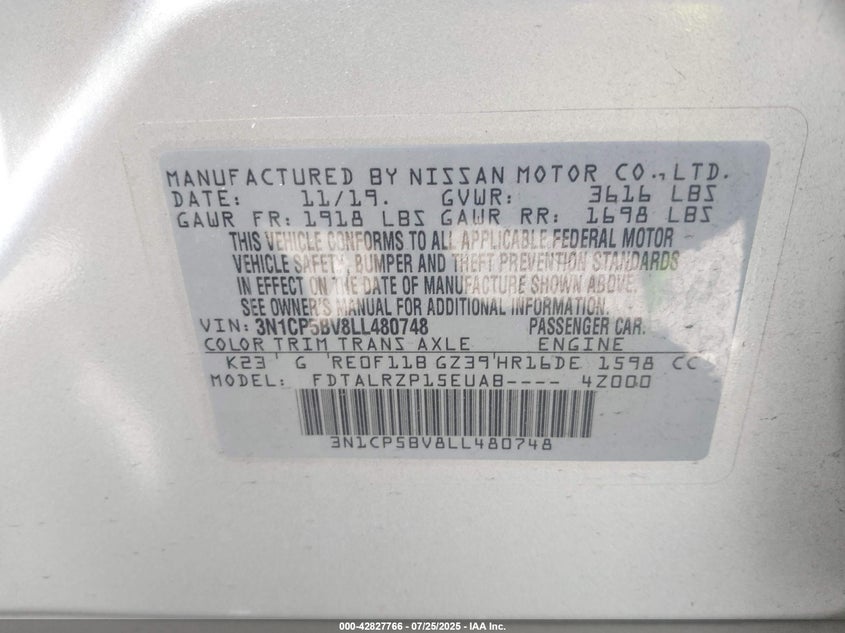 MANUFACTURED BY NISSAN MOTOR CO., LTD.
DATE: 11/19. GVWR: 3616 LBS
GAWR FR: 1918 LBS GAWR RR: 1698 LBS
THIS VEHICLE CONFORMS TO ALL APPLICABLE FEDERAL MOTOR
VEHICLE SAFETY, BUMPER AND THEFT PREVENTION STANDARDS
IN EFFECT ON THE DATE OF MANUFACTURE SHOWN ABOVE.
SEE OWNER'S MANUAL FOR ADDITIONAL INFORMATION.
VIN: 3N1CP5BV8LL480748 PASSENGER CAR.
COLOR TRIM TRANS AXLE ENGINE
K23 ' G 'RE0F11B GZ39'HR16DE 1598 CC
MODEL: FDTALRZP15EUAB---- 4Z000
3N1CP5BV8LL480748
000-42827766 - 07/25/2025 - IAA Inc.